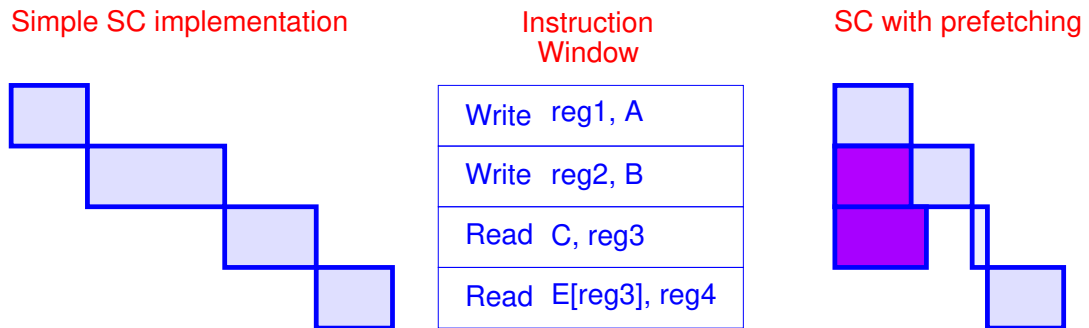 Simple SC implementation
Instruction
Window
SC with prefetching
Write reg1, A
Write reg2, B
Read C, reg3
Read E[reg3], reg4